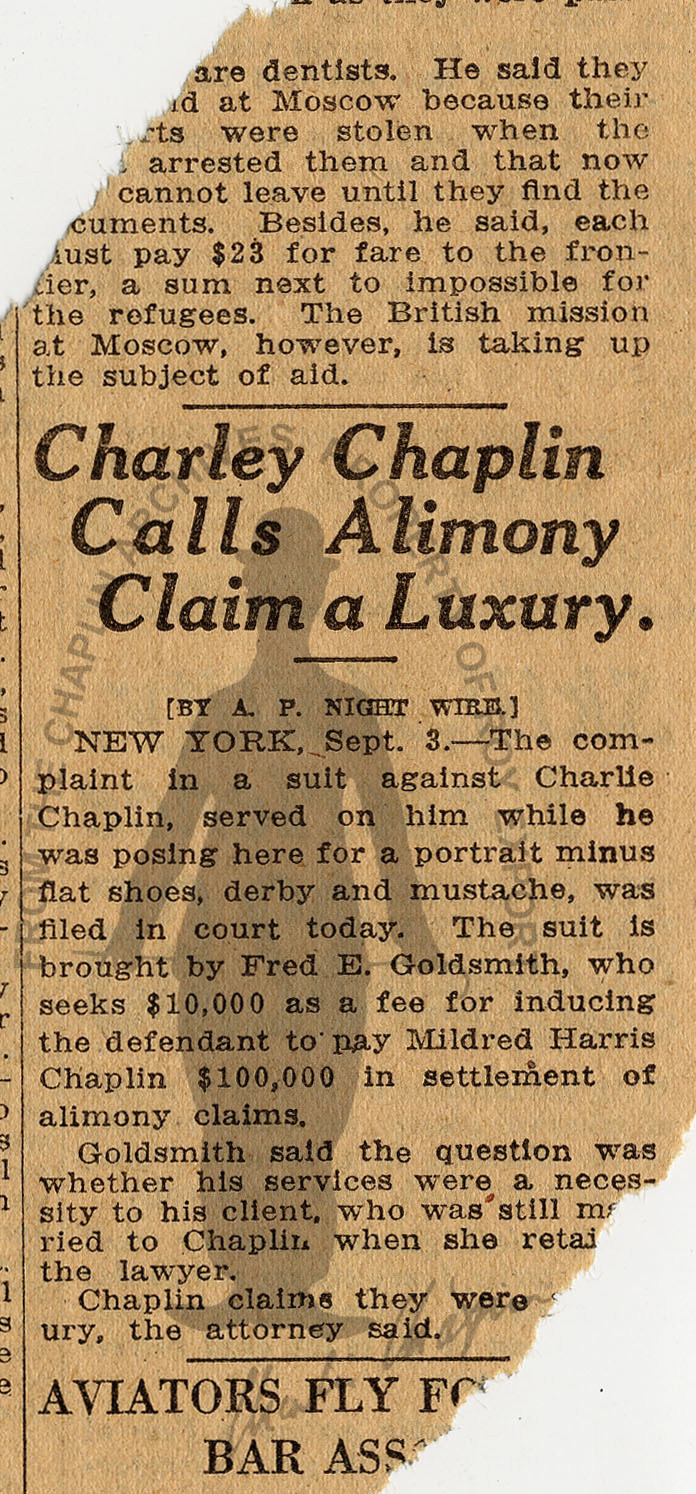 are dentists. He said they
at Moscow because their
were stolen when the
arrested them and that now
cannot leave until they find the
cuments. Besides, he said, each
ust pay $23 for fare to the fron-
ier, a sum next to impossible for
the refugees. The British mission
at Moscow, however, is taking up
the subject of aid.
Charley Chaplin
Calls Alimony
Claim a Luxury.
[BY A. P. NIGHT WIRE.]
NEW YORK, Sept. 3.—The com-
plaint in a suit against Charlie
Chaplin, served on him while he
was posing here for a portrait minus
flat shoes, derby and mustache, was
filed in court today. The suit is
brought by Fred E. Goldsmith, who
seeks $10,000 as a fee for inducing
the defendant to pay Mildred Harris
Chaplin $100,000 in settlement of
alimony claims.
Goldsmith said the question was
whether his services were a neces-
sity to his client, who was still
ried to Chaplin when she retai
the lawyer.
Chaplin claims they were
ury, the attorney said.
AVIATORS FLY
BAR ASS